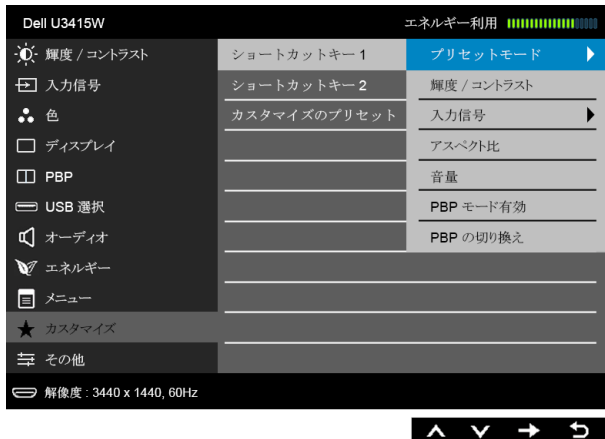 Dell U3415W エネルギー利用
輝度 / コントラスト
入力信号
色
ディスプレイ
PBP
USB 選択
オーディオ
エネルギー
メニュー
カスタマイズ
その他
ショートカットキー 1
ショートカットキー 2
カスタマイズのプリセット
プリセットモード
輝度 / コントラスト
入力信号
アスペクト比
音量
PBP モード有効
PBP の切り換え
解像度 : 3440 x 1440, 60Hz